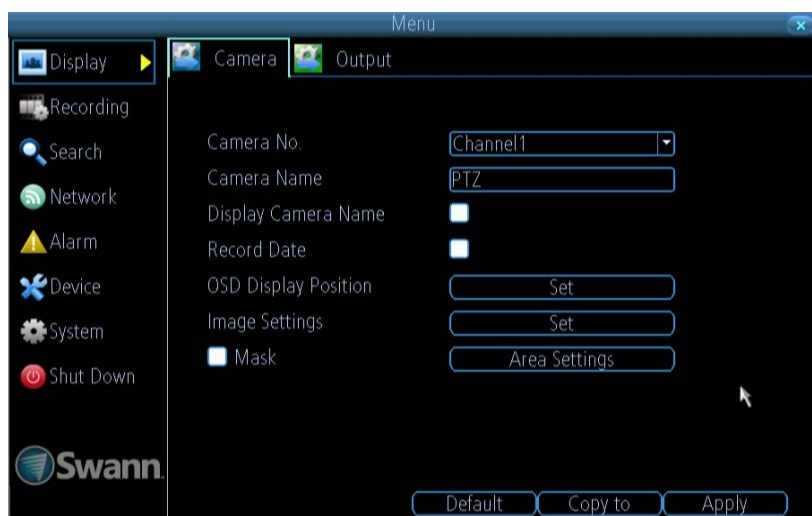 Menu
Display
Recording
Search
Network
Alarm
Device
System
Shut Down
Swann
Camera Output
Camera No. Channel1
Camera Name PTZ
Display Camera Name
Record Date
OSD Display Position Set
Image Settings Set
Mask Area Settings
Default Copy to Apply